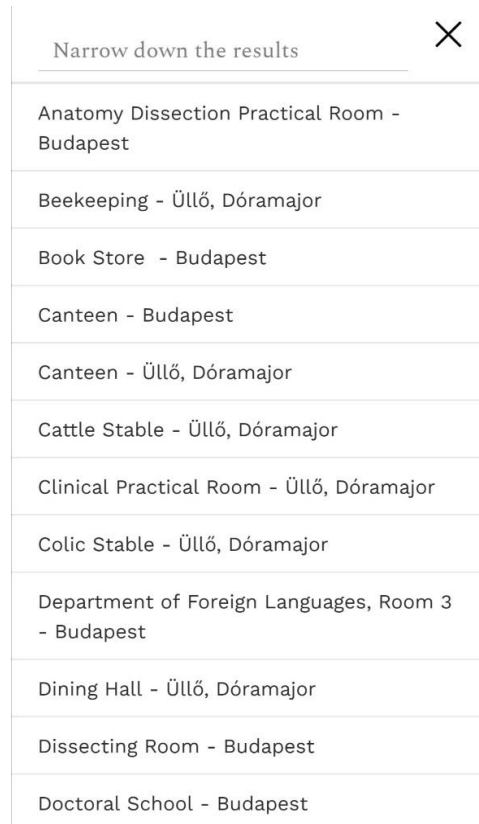 Narrow down the results
Anatomy Dissection Practical Room -
Budapest
Beekeeping - Üllő, Dóramajor
Book Store  - Budapest
Canteen - Budapest
Canteen - Üllő, Dóramajor
Cattle Stable - Üllő, Dóramajor
Clinical Practical Room - Üllő, Dóramajor
Colic Stable - Üllő, Dóramajor
Department of Foreign Languages, Room 3
- Budapest
Dining Hall - Üllő, Dóramajor
Dissecting Room - Budapest
Doctoral School - Budapest